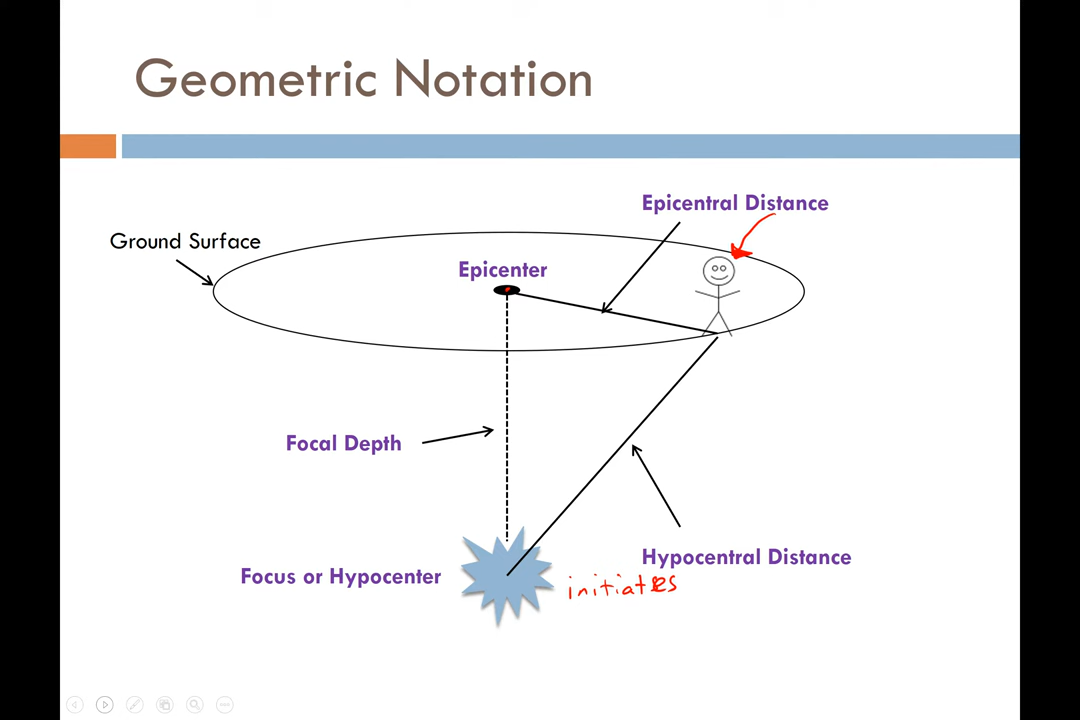 Geometric Notation
Epicentral Distance
Ground Surface
Epicenter
Focal Depth
Hypocentral Distance
Focus or Hypocenter
initiates